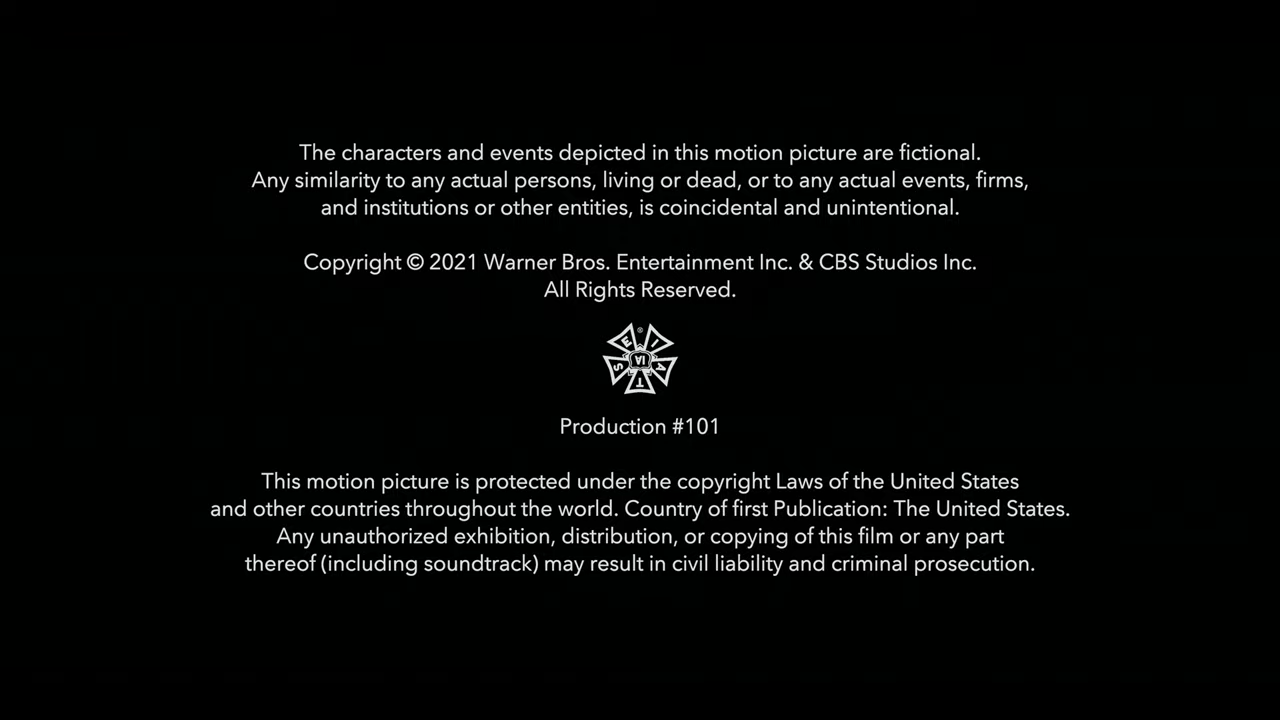 The characters and events depicted in this motion picture are fictional.
Any similarity to any actual persons, living or dead, or to any actual events, firms,
and institutions or other entities, is coincidental and unintentional.
Copyright © 2021 Warner Bros. Entertainment Inc. & CBS Studios Inc.
All Rights Reserved.
I A T S E
IA
®
Production #101
This motion picture is protected under the copyright Laws of the United States
and other countries throughout the world. Country of first Publication: The United States.
Any unauthorized exhibition, distribution, or copying of this film or any part
thereof (including soundtrack) may result in civil liability and criminal prosecution.